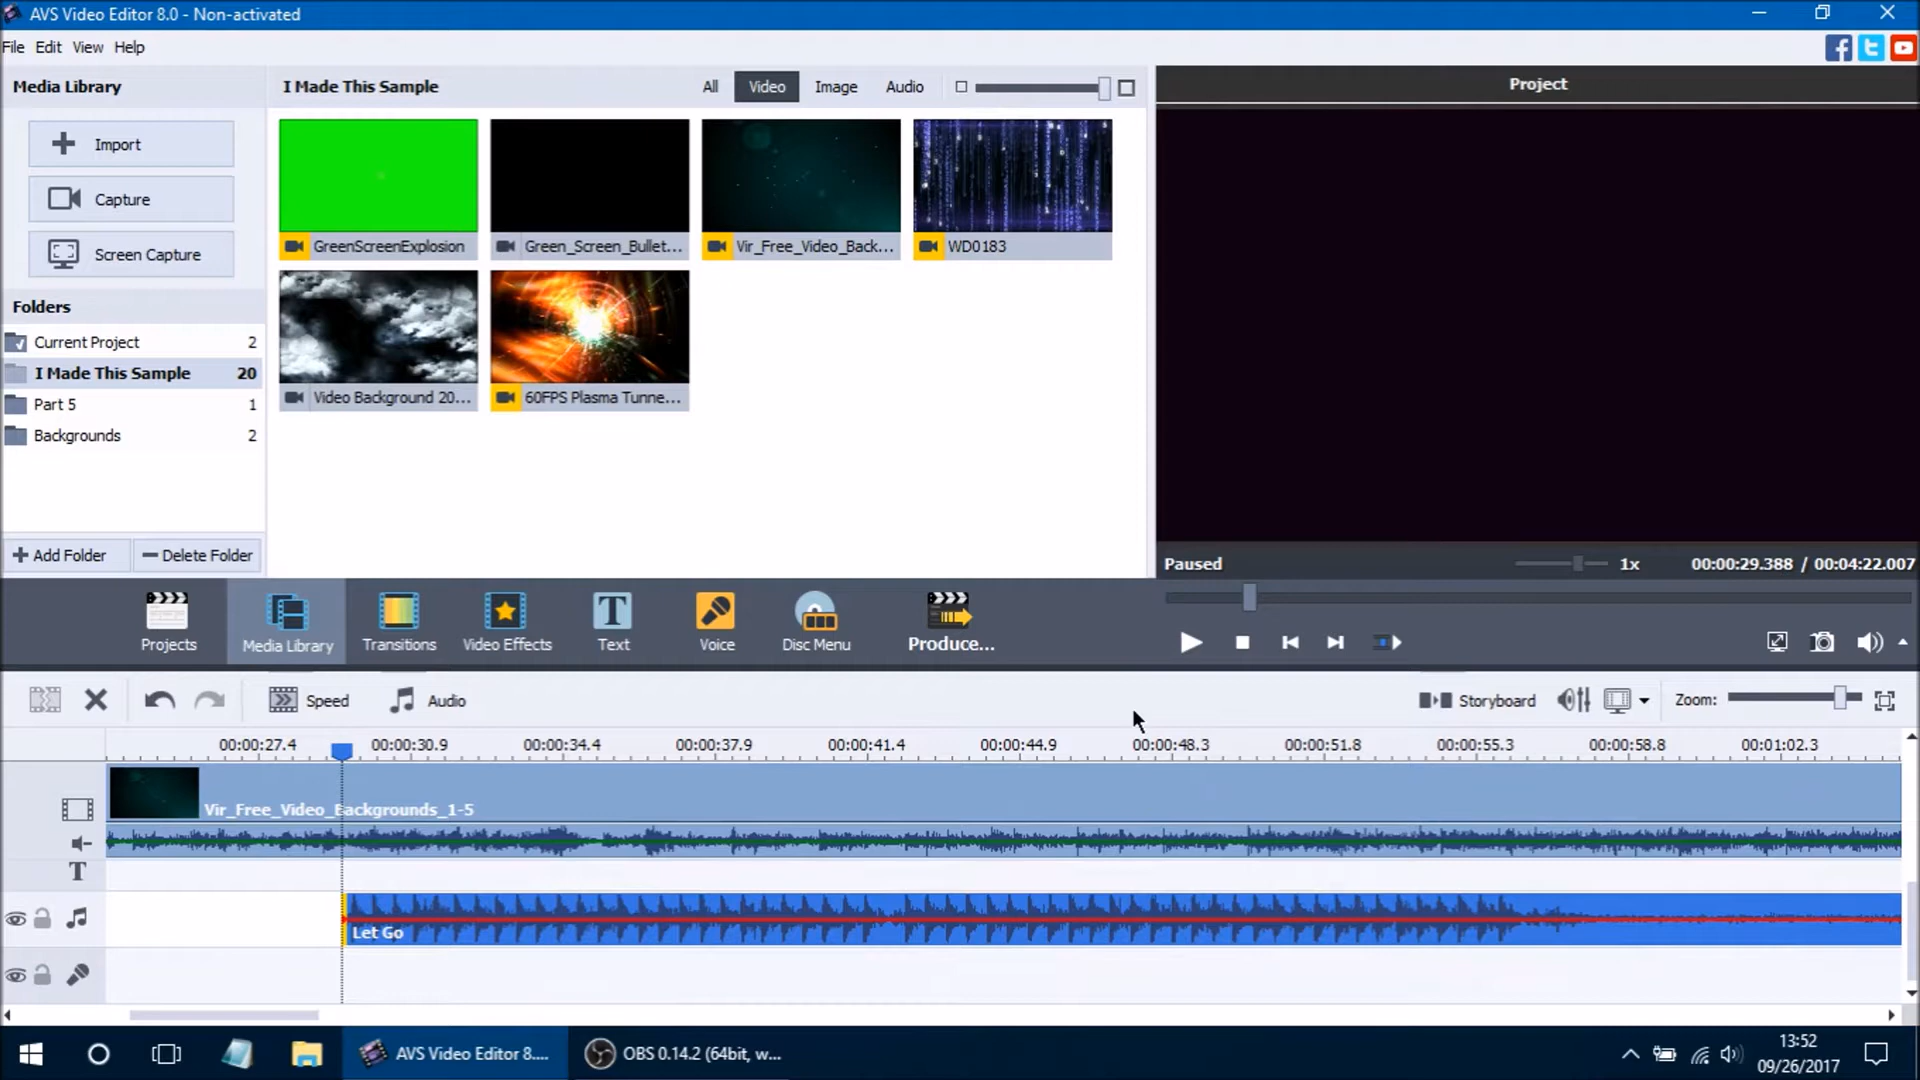 AVS Video Editor 8.0 - Non-activated
File Edit View Help
Media Library
I Made This Sample
All Video Image Audio
Project
Import
Capture
Screen Capture
GreenScreenExplosion
Green_Screen_Bullet...
Vir_Free_Video_Back...
WD0183
Video Background 20...
60FPS Plasma Tunne...
Folders
Current Project 2
I Made This Sample 20
Part 5 1
Backgrounds 2
Add Folder Delete Folder
Paused 1x 00:00:29.388 / 00:04:22.007
Projects Media Library Transitions Video Effects Text Voice Disc Menu Produce...
Speed Audio Storyboard Zoom:
00:00:27.4 00:00:30.9 00:00:34.4 00:00:37.9 00:00:41.4 00:00:44.9 00:00:48.3 00:00:51.8 00:00:55.3 00:00:58.8 00:01:02.3
Vir_Free_Video_Backgrounds_1-5
T
Let Go
AVS Video Editor 8.... OBS 0.14.2 (64bit, w... 13:52
09/26/2017